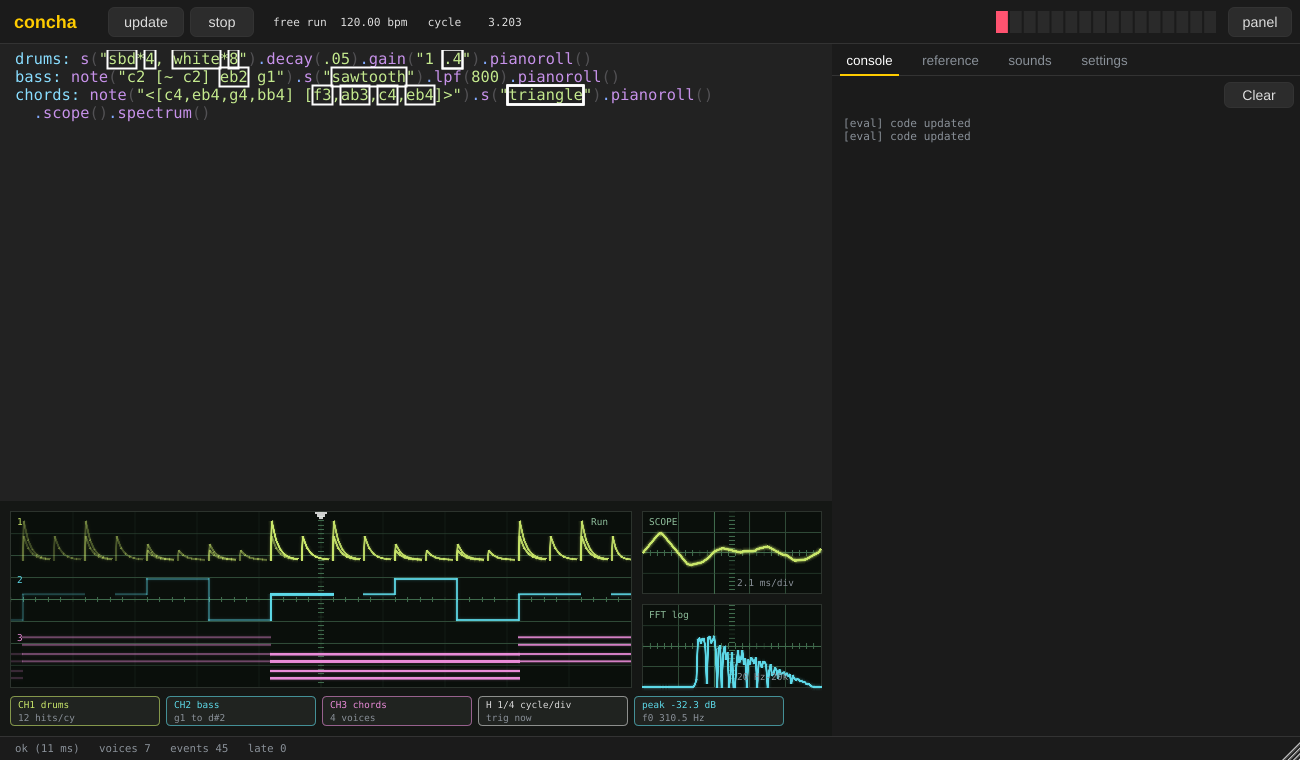 concha
update
stop
free run 120.00 bpm cycle 3.203
panel
drums: s("sbd*4, white*8").decay(.05).gain("1 .4").pianoroll()
bass: note("c2 [~ c2] eb2 g1").s("sawtooth").lpf(800).pianoroll()
chords: note("<[c4,eb4,g4,bb4] [f3,ab3,c4,eb4]>").s("triangle").pianoroll()
.scope().spectrum()
console
reference
sounds
settings
Clear
[eval] code updated
[eval] code updated
1
Run
2
3
SCOPE
2.1 ms/div
FFT log
CH1 drums
12 hits/cy
CH2 bass
g1 to d#2
CH3 chords
4 voices
H 1/4 cycle/div
trig now
peak -32.3 dB
f0 310.5 Hz
ok (11 ms) voices 7 events 45 late 0